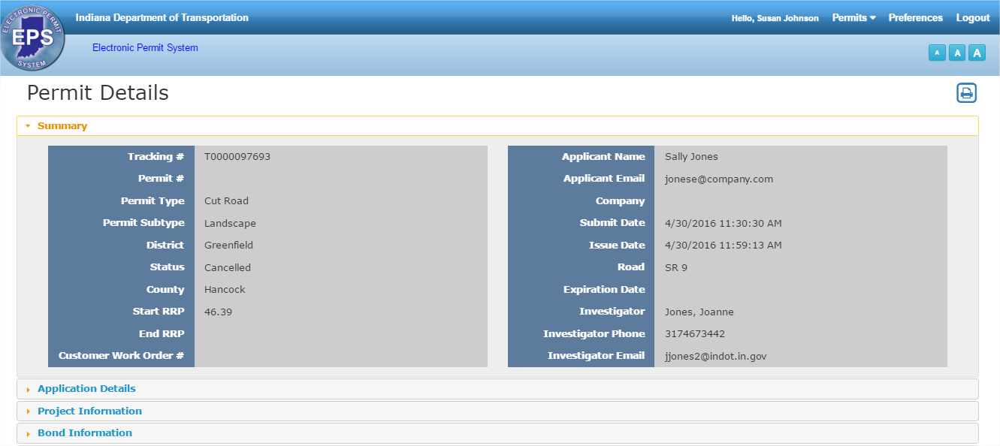 ELECTRONIC PERMIT
EPS
SYSTEM
Indiana Department of Transportation
Hello, Susan Johnson Permits Preferences Logout
Electronic Permit System
A A A
Permit Details
Summary
Tracking # T0000097693
Permit #
Permit Type Cut Road
Permit Subtype Landscape
District Greenfield
Status Cancelled
County Hancock
Start RRP 46.39
End RRP
Customer Work Order #
Applicant Name Sally Jones
Applicant Email jonese@company.com
Company
Submit Date 4/30/2016 11:30:30 AM
Issue Date 4/30/2016 11:59:13 AM
Road SR 9
Expiration Date
Investigator Jones, Joanne
Investigator Phone 3174673442
Investigator Email jjones2@indot.in.gov
Application Details
Project Information
Bond Information